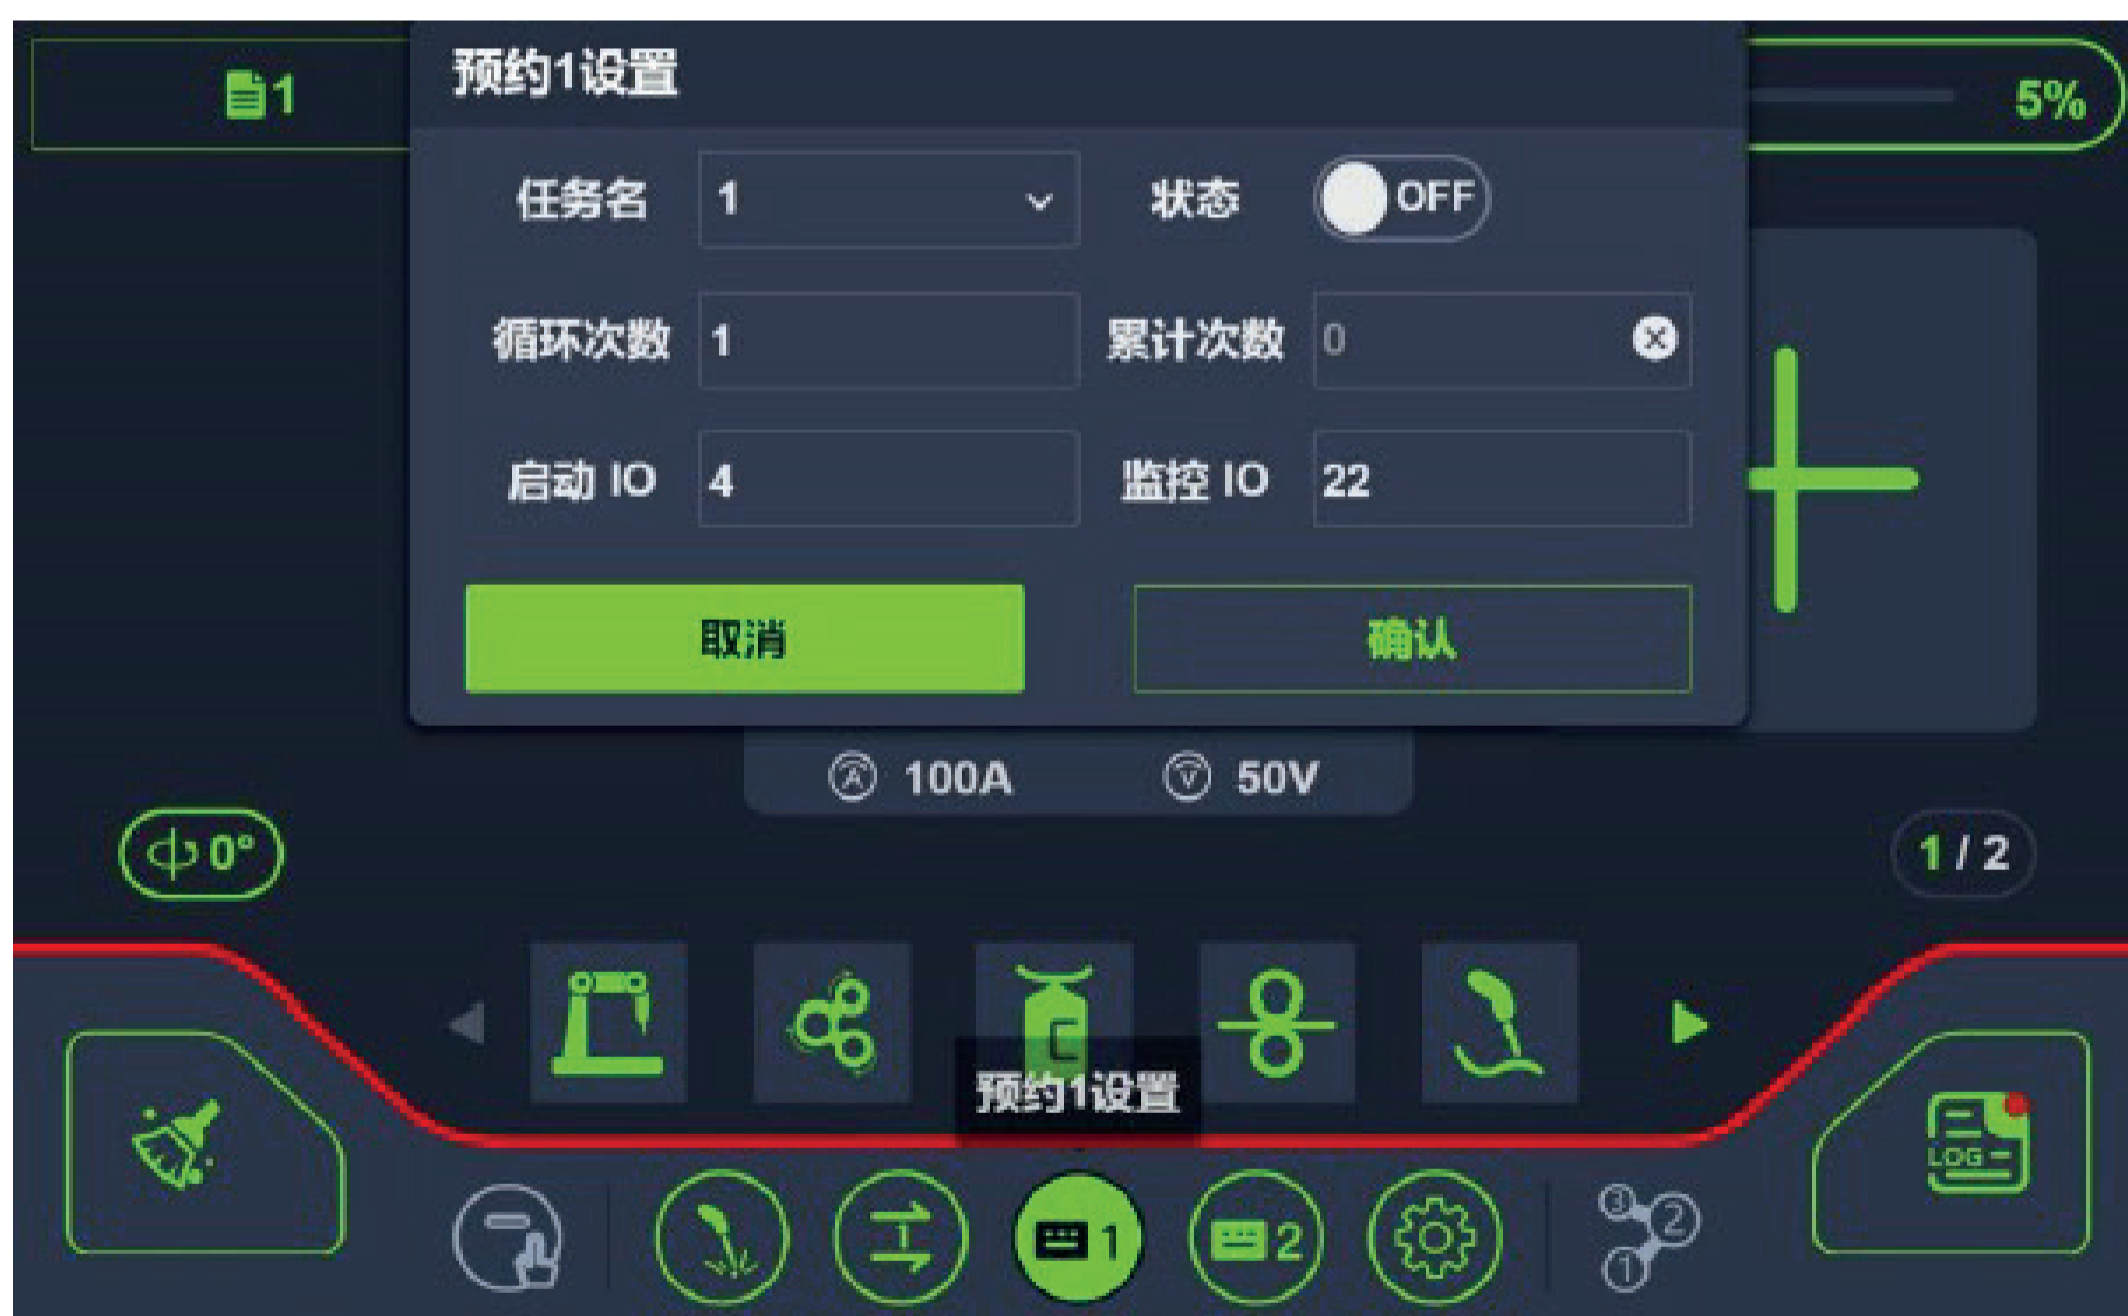 1
预约1设置
5%
任务名 1 状态 OFF
循环次数 1 累计次数 0
启动 IO 4 监控 IO 22
取消 确认
A 100A V 50V
0°
1 / 2
预约1设置
LOG
1 2
3 2 1